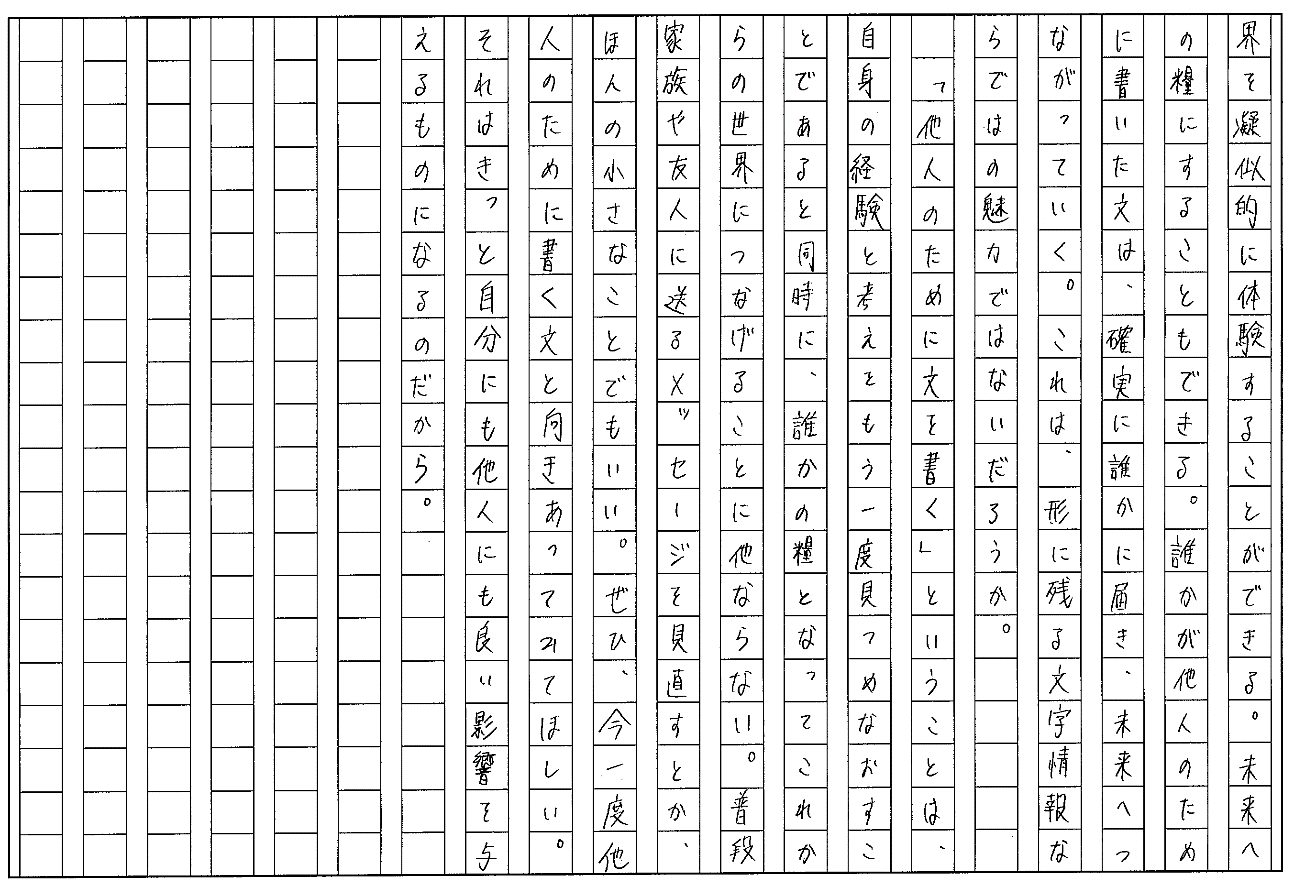 界を凝似的に体験することができる。未来へ
の糧にすることもできる。誰かが他人のため
に書いた文は、確実に誰かに届き、未来へつ
ながっていく。これは、形に残る文字情報な
らではの魅力ではないだろうか。
「他人のために文を書く」ということは、
自身の経験と考えをもう一度見つめなおすこ
とであると同時に、誰かの糧となってこれか
らの世界につなげることに他ならない。普段
家族や友人に送るメッセージを見直すとか、
ほんの小さなことでもいい。ぜひ、今一度他
人のために書く文と向きあってみてほしい。
それはきっと自分にも他人にも良い影響を与
えるものになるのだから。